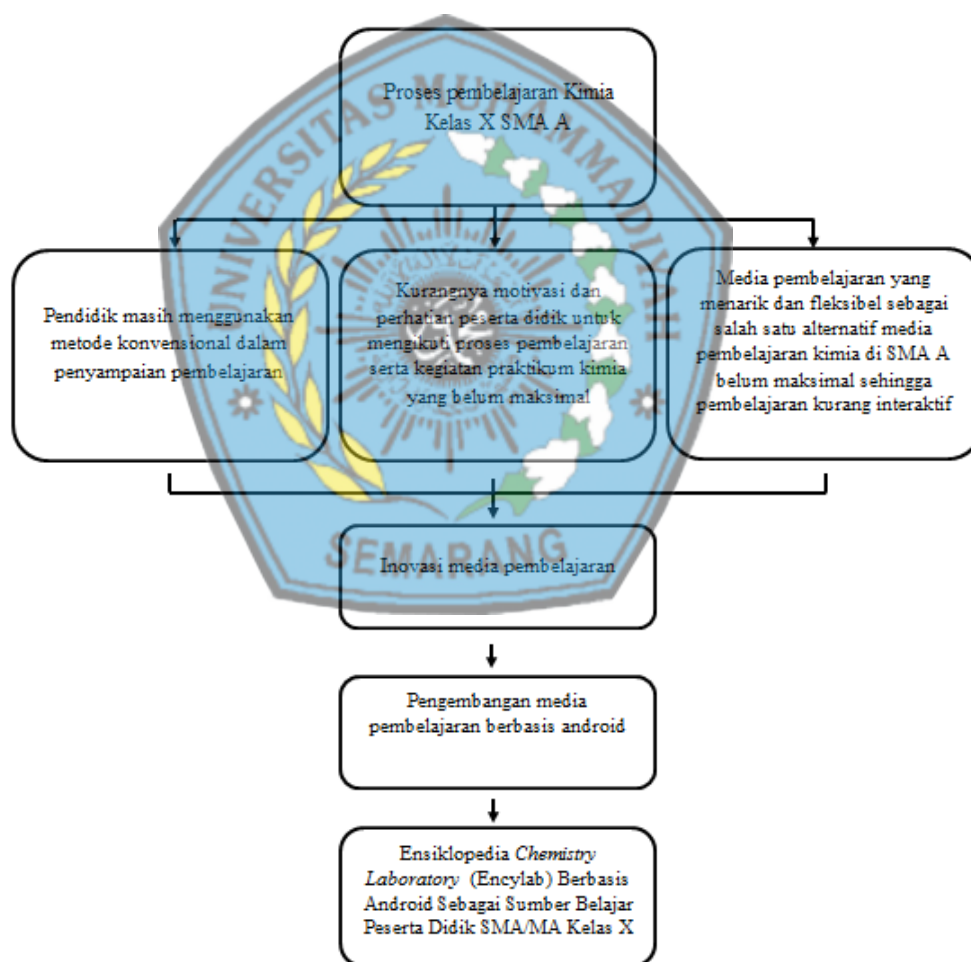 Proses pembelajaran Kimia
Kelas X SMA A
UNIVERSITAS MUHAMMADIYAH
Pendidik masih menggunakan
metode konvensional dalam
penyampaian pembelajaran
Kurangnya motivasi dan
perhatian peserta didik untuk
mengikuti proses pembelajaran
serta kegiatan praktikum kimia
yang belum maksimal
Media pembelajaran yang
menarik dan fleksibel sebagai
salah satu alternatif media
pembelajaran kimia di SMA A
belum maksimal sehingga
pembelajaran kurang interaktif
SEMARANG
Inovasi media pembelajaran
Pengembangan media
pembelajaran berbasis android
Ensiklopedia Chemistry
Laboratory (Encylab) Berbasis
Android Sebagai Sumber Belajar
Peserta Didik SMA/MA Kelas X